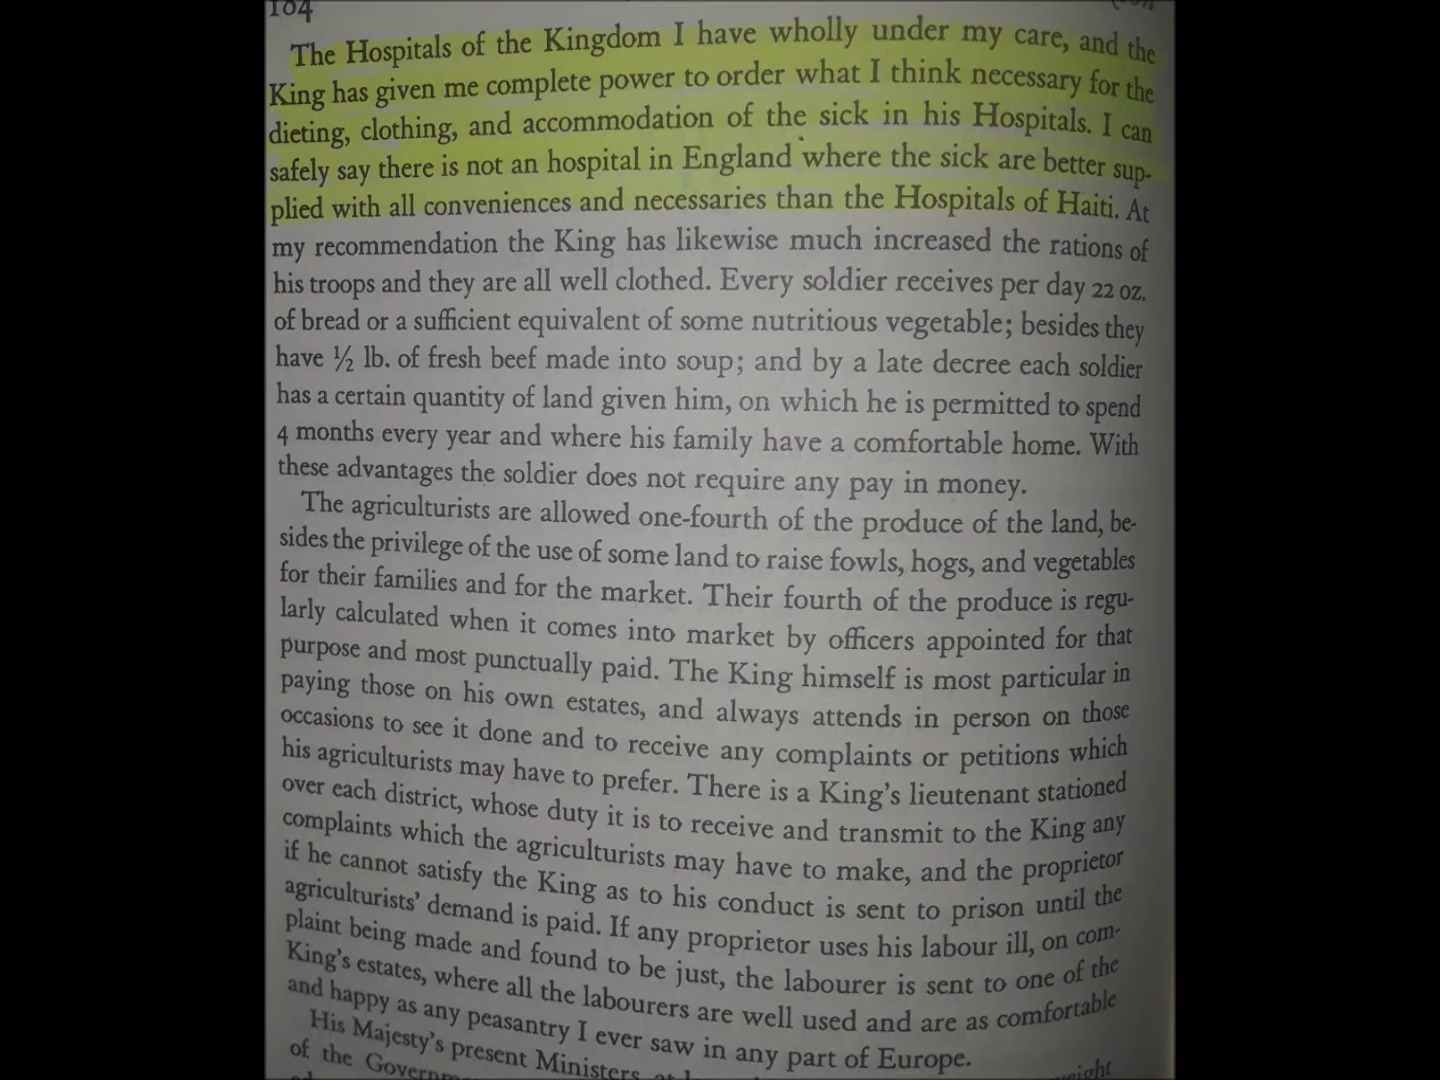 104
The Hospitals of the Kingdom I have wholly under my care, and the
King has given me complete power to order what I think necessary for the
dieting, clothing, and accommodation of the sick in his Hospitals. I can
safely say there is not an hospital in England where the sick are better sup-
plied with all conveniences and necessaries than the Hospitals of Haiti. At
my recommendation the King has likewise much increased the rations of
his troops and they are all well clothed. Every soldier receives per day 22 oz.
of bread or a sufficient equivalent of some nutritious vegetable; besides they
have ½ lb. of fresh beef made into soup; and by a late decree each soldier
has a certain quantity of land given him, on which he is permitted to spend
4 months every year and where his family have a comfortable home. With
these advantages the soldier does not require any pay in money.
The agriculturists are allowed one-fourth of the produce of the land, be-
sides the privilege of the use of some land to raise fowls, hogs, and vegetables
for their families and for the market. Their fourth of the produce is regu-
larly calculated when it comes into market by officers appointed for that
purpose and most punctually paid. The King himself is most particular in
paying those on his own estates, and always attends in person on those
occasions to see it done and to receive any complaints or petitions which
his agriculturists may have to prefer. There is a King's lieutenant stationed
over each district, whose duty it is to receive and transmit to the King any
complaints which the agriculturists may have to make, and the proprietor
if he cannot satisfy the King as to his conduct is sent to prison until the
agriculturists' demand is paid. If any proprietor uses his labour ill, on com-
plaint being made and found to be just, the labourer is sent to one of the
King's estates, where all the labourers are well used and are as comfortable
and happy as any peasantry I ever saw in any part of Europe.
His Majesty's present Ministers
of the